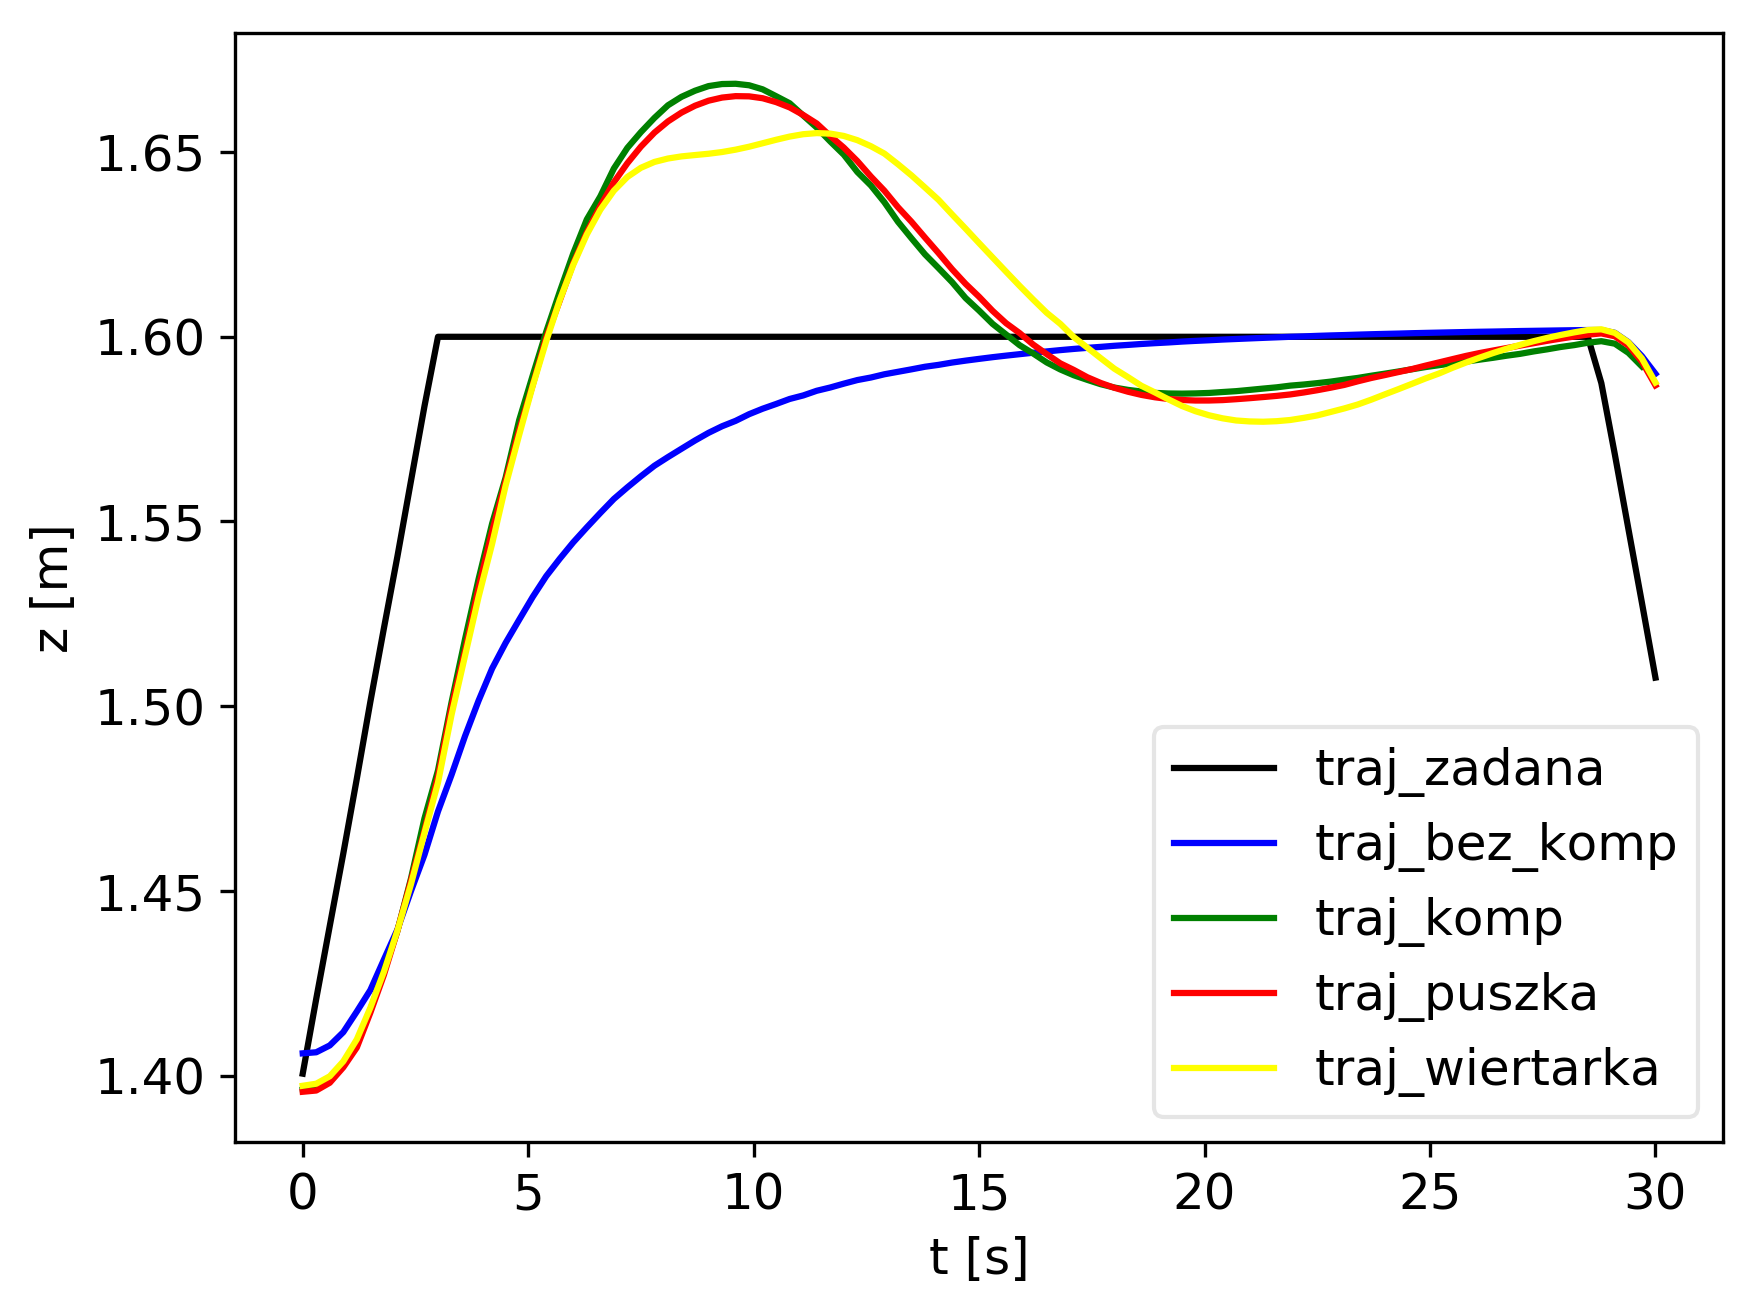 1.65
1.60
1.55
1.50
1.45
1.40
z [m]
0 5 10 15 20 25 30
t [s]
traj_zadana
traj_bez_komp
traj_komp
traj_puszka
traj_wiertarka